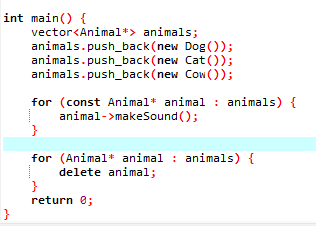 int main() {
    vector<Animal*> animals;
    animals.push_back(new Dog());
    animals.push_back(new Cat());
    animals.push_back(new Cow());

    for (const Animal* animal : animals) {
        animal->makeSound();
    }

    for (Animal* animal : animals) {
        delete animal;
    }
    return 0;
}